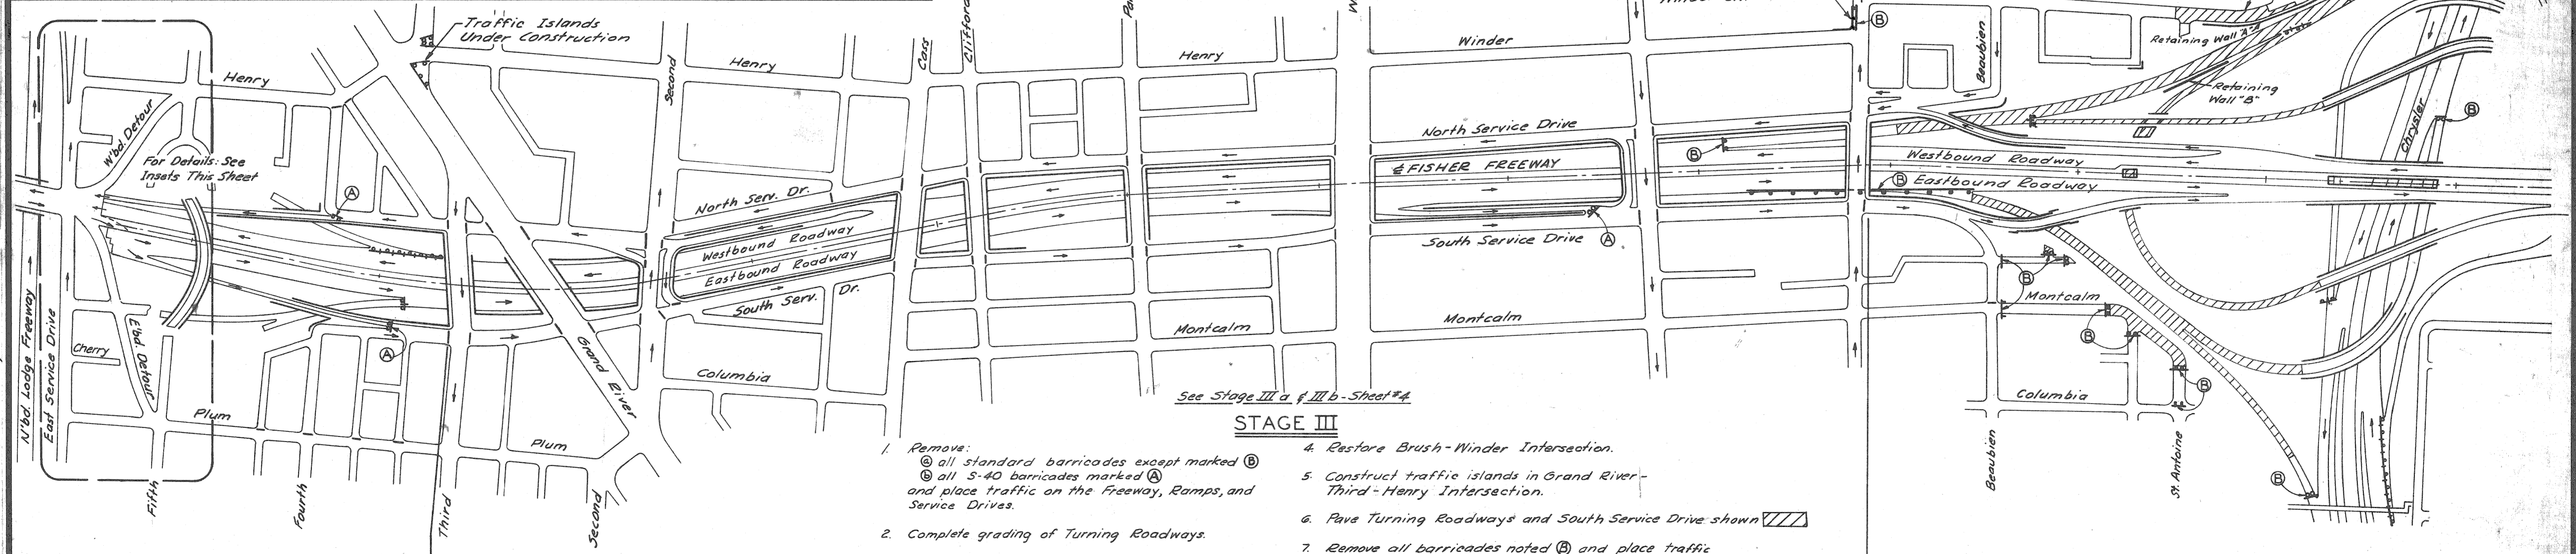 Traffic Islands
Under Construction
Henry
W'bd. Detour
For Details: See
Insets This Sheet
A
Second
Henry
Cass
Clifford
Henry
Winder
B
Beaubien
Retaining Wall "A"
Retaining
Wall "B"
Chrysler
B
North Serv. Dr.
Westbound Roadway
Eastbound Roadway
South Serv. Dr.
North Service Drive
℄ FISHER FREEWAY
South Service Drive
A
B
Westbound Roadway
B
Eastbound Roadway
N'bd. Lodge Freeway
East Service Drive
Cherry
E'bd. Detour
A
Grand River
Columbia
Montcalm
Montcalm
B
Montcalm
B
B
Columbia
B
Plum
Plum
Fifth
Fourth
Third
Second
Beaubien
St. Antoine
See Stage III a & III b - Sheet #4
STAGE III
1. Remove:
a all standard barricades except marked B
b all S-40 barricades marked A
and place traffic on the Freeway, Ramps, and
Service Drives.
2. Complete grading of Turning Roadways.
4. Restore Brush-Winder Intersection.
5. Construct traffic islands in Grand River-
Third-Henry Intersection.
6. Pave Turning Roadways and South Service Drive shown
7. Remove all barricades noted B and place traffic